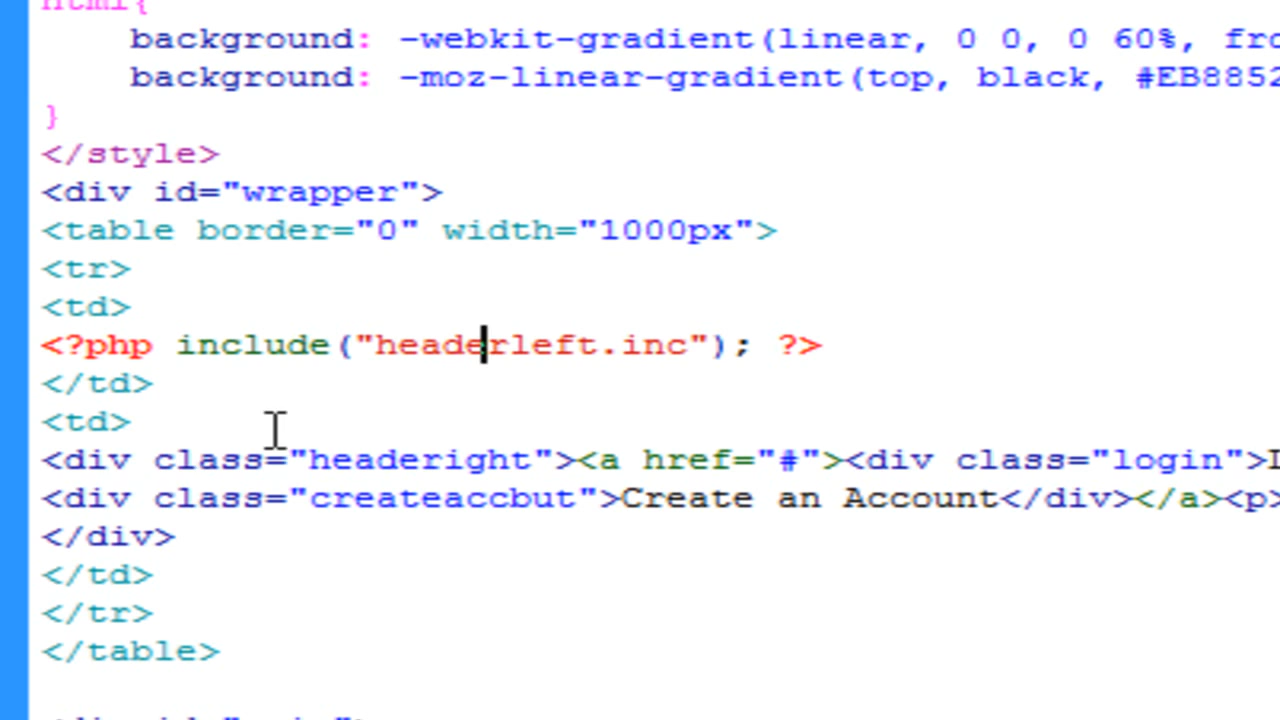 html{
background: -webkit-gradient(linear, 0 0, 0 60%,
background: -moz-linear-gradient(top, black, #EB8852
}
</style>
<div id="wrapper">
<table border="0" width="1000px">
<tr>
<td>
<?php include("headerleft.inc"); ?>
</td>
<td>
<div class="headeright"><a href="#"><div class="login">
<div class="createaccbut">Create an Account</div></a><p>
</div>
</td>
</tr>
</table>